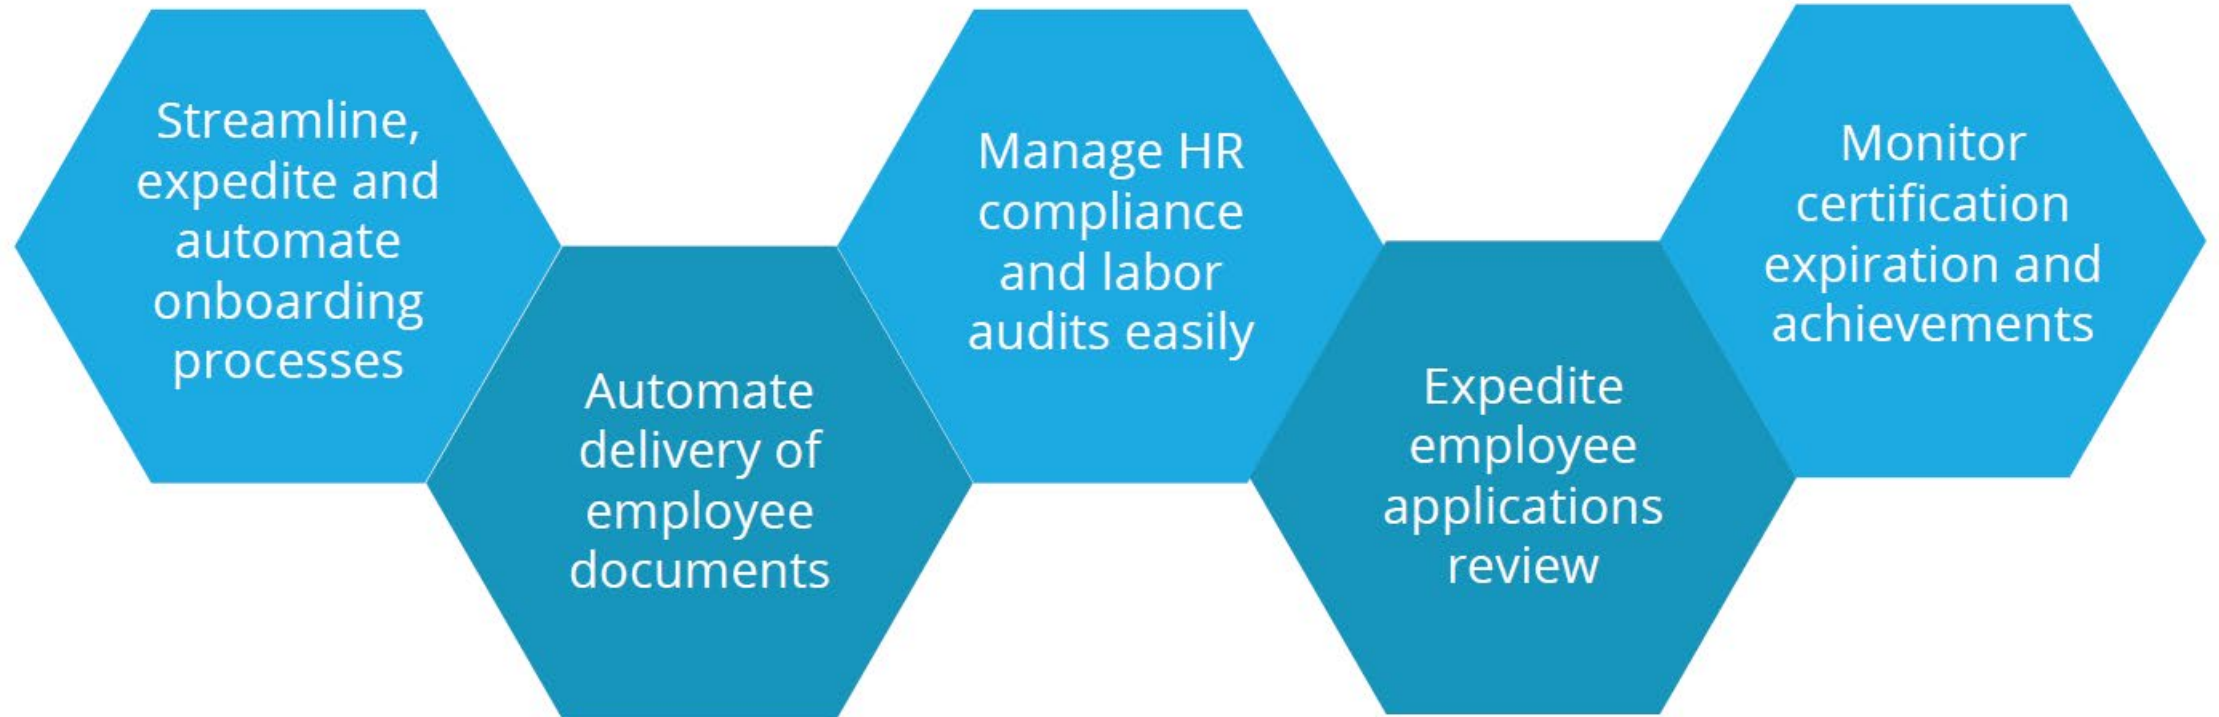 Streamline,
expedite and
automate
onboarding
processes
Automate
delivery of
employee
documents
Manage HR
compliance
and labor
audits easily
Expedite
employee
applications
review
Monitor
certification
expiration and
achievements